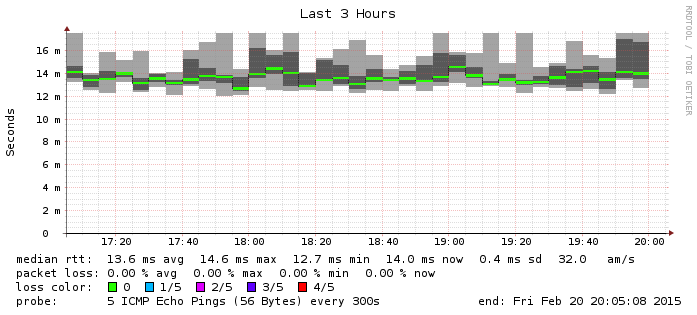 Last 3 Hours
RRDTOOL / TOBI OETIKER
Seconds
16 m
14 m
12 m
10 m
8 m
6 m
4 m
2 m
0
17:20 17:40 18:00 18:20 18:40 19:00 19:20 19:40 20:00
median rtt: 13.6 ms avg 14.6 ms max 12.7 ms min 14.0 ms now 0.4 ms sd 32.0 am/s
packet loss: 0.00 % avg 0.00 % max 0.00 % min 0.00 % now
loss color: 0 1/5 2/5 3/5 4/5
probe: 5 ICMP Echo Pings (56 Bytes) every 300s end: Fri Feb 20 20:05:08 2015